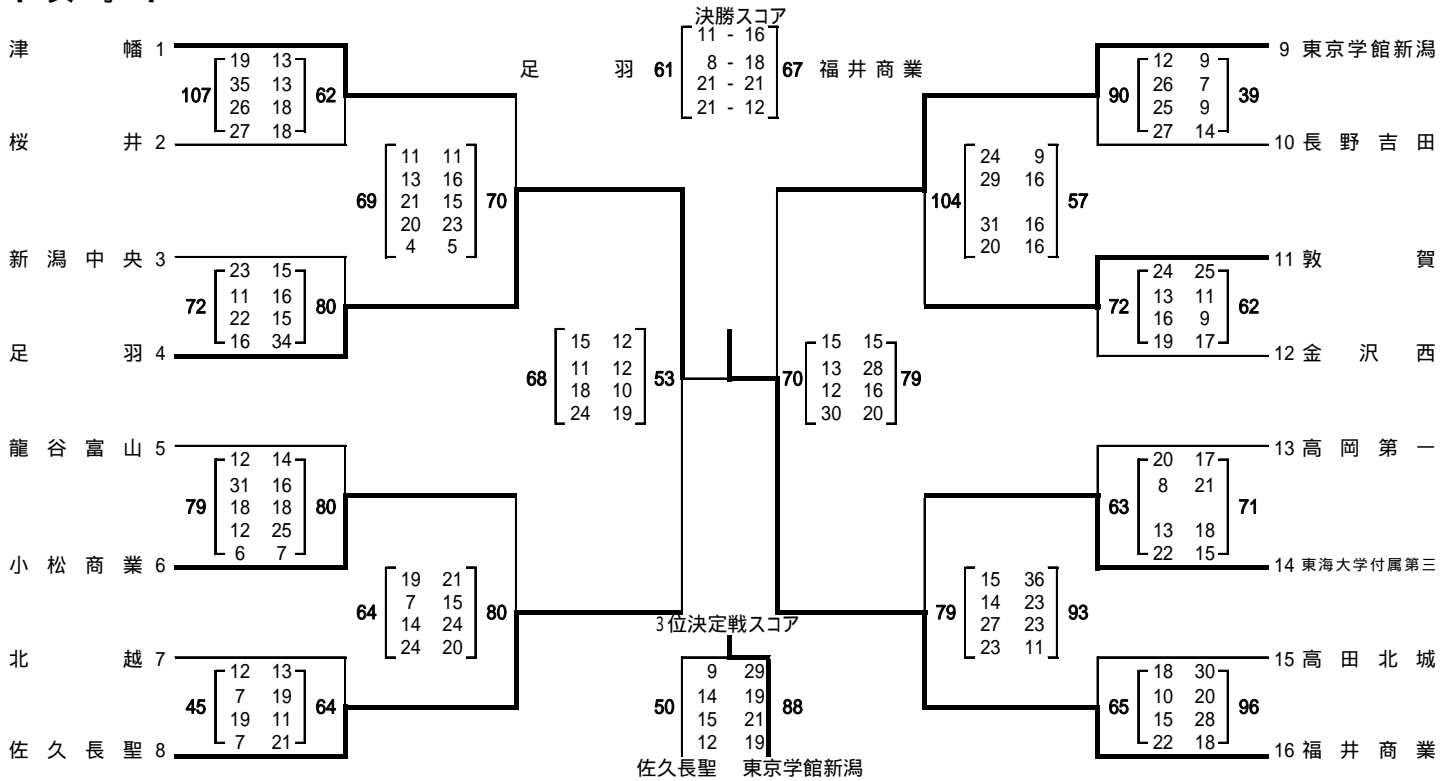 決勝スコア
足 羽 61 11 - 16 67 福井商業
8 - 18
21 - 21
21 - 12
津 幡 1
107 19 13 62
35 13
26 18
27 18
桜 井 2
69 11 11 70
13 16
21 15
20 23
4 5
新 潟 中 央 3
72 23 15 80
11 16
22 15
16 34
足 羽 4
68 15 12 53
11 12
18 10
24 19
龍 谷 富 山 5
79 12 14 80
31 16
18 18
12 25
6 7
小 松 商 業 6
64 19 21 80
7 15
14 24
24 20
北 越 7
45 12 13 64
7 19
19 11
7 21
佐 久 長 聖 8
9 東京学館新潟
90 12 9 39
26 7
25 9
27 14
10 長 野 吉 田
104 24 9 57
29 16
31 16
20 16
11 敦 賀
72 24 25 62
13 11
16 9
19 17
12 金 沢 西
70 15 15 79
13 28
12 16
30 20
13 高 岡 第 一
63 20 17 71
8 21
13 18
22 15
14 東海大学付属第三
79 15 36 93
14 23
27 23
23 11
15 高 田 北 城
65 18 30 96
10 20
15 28
22 18
16 福 井 商 業
3位決定戦スコア
50 9 29 88
14 19
15 21
12 19
佐久長聖 東京学館新潟